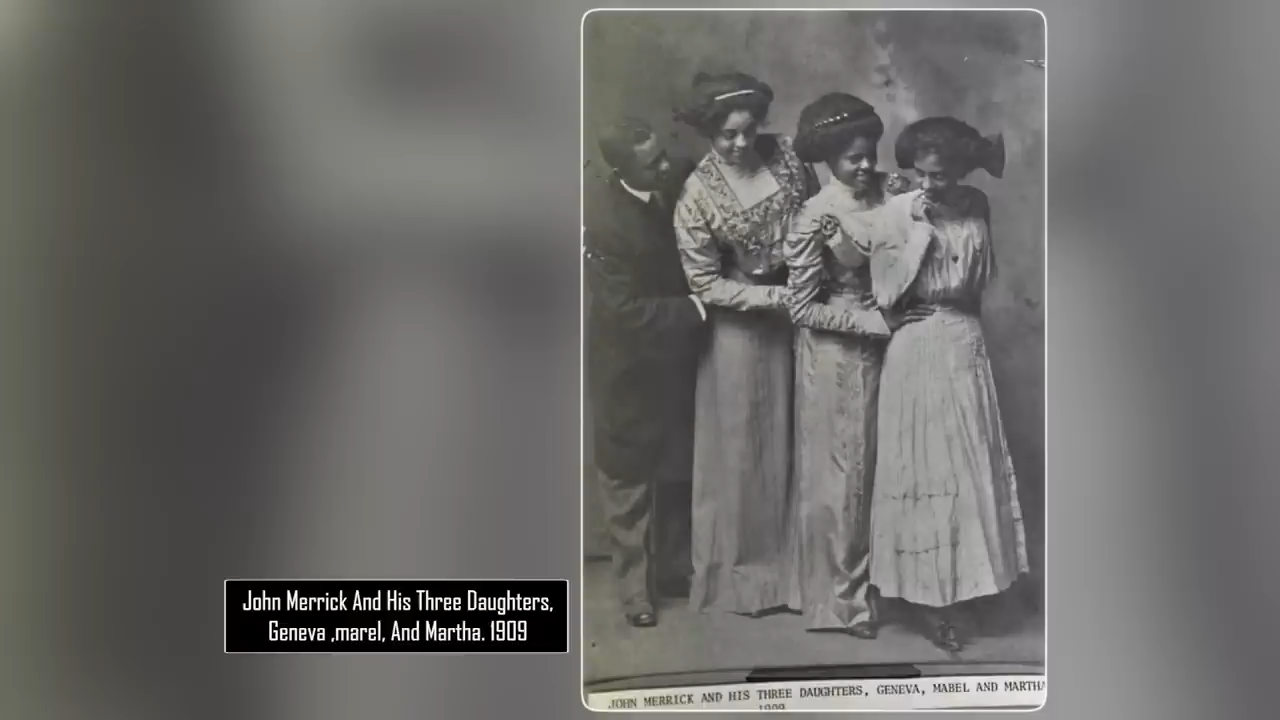 John Merrick And His Three Daughters,
Geneva ,marel, And Martha. 1909
JOHN MERRICK AND HIS THREE DAUGHTERS, GENEVA, MABEL AND MARTHA
1909